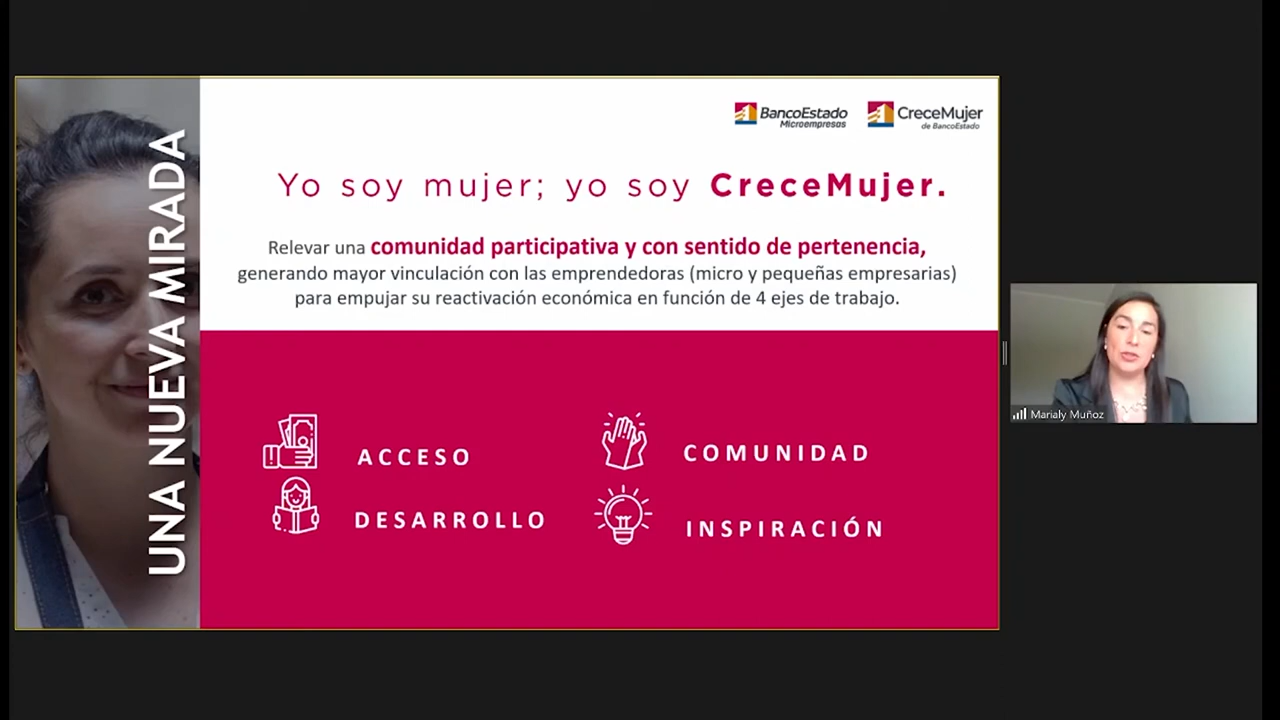 UNA NUEVA MIRADA
BancoEstado
Microempresas
CreceMujer
de BancoEstado
Yo soy mujer; yo soy CreceMujer.
Relevar una comunidad participativa y con sentido de pertenencia,
generando mayor vinculación con las emprendedoras (micro y pequeñas empresarias)
para empujar su reactivación económica en función de 4 ejes de trabajo.
ACCESO
COMUNIDAD
DESARROLLO
INSPIRACIÓN
Marialy Muñoz